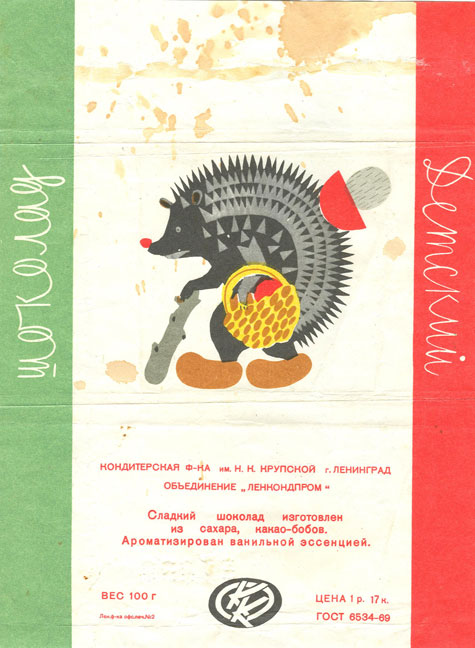 шоколад
Детский
КОНДИТЕРСКАЯ Ф-КА им. Н. К. КРУПСКОЙ г. ЛЕНИНГРАД
ОБЪЕДИНЕНИЕ „ЛЕНКОНДПРОМ"
Сладкий шоколад изготовлен
из сахара, какао-бобов.
Ароматизирован ванильной эссенцией.
ВЕС 100 г
ЦЕНА 1 р. 17 к.
ГОСТ 6534-69